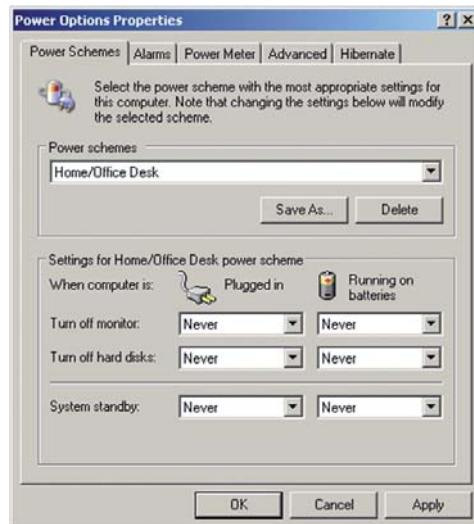 Power Options Properties
Power Schemes Alarms Power Meter Advanced Hibernate
Select the power scheme with the most appropriate settings for
this computer. Note that changing the settings below will modify
the selected scheme.
Power schemes
Home/Office Desk
Save As... Delete
Settings for Home/Office Desk power scheme
When computer is: Plugged in Running on
batteries
Turn off monitor: Never Never
Turn off hard disks: Never Never
System standby: Never Never
OK Cancel Apply